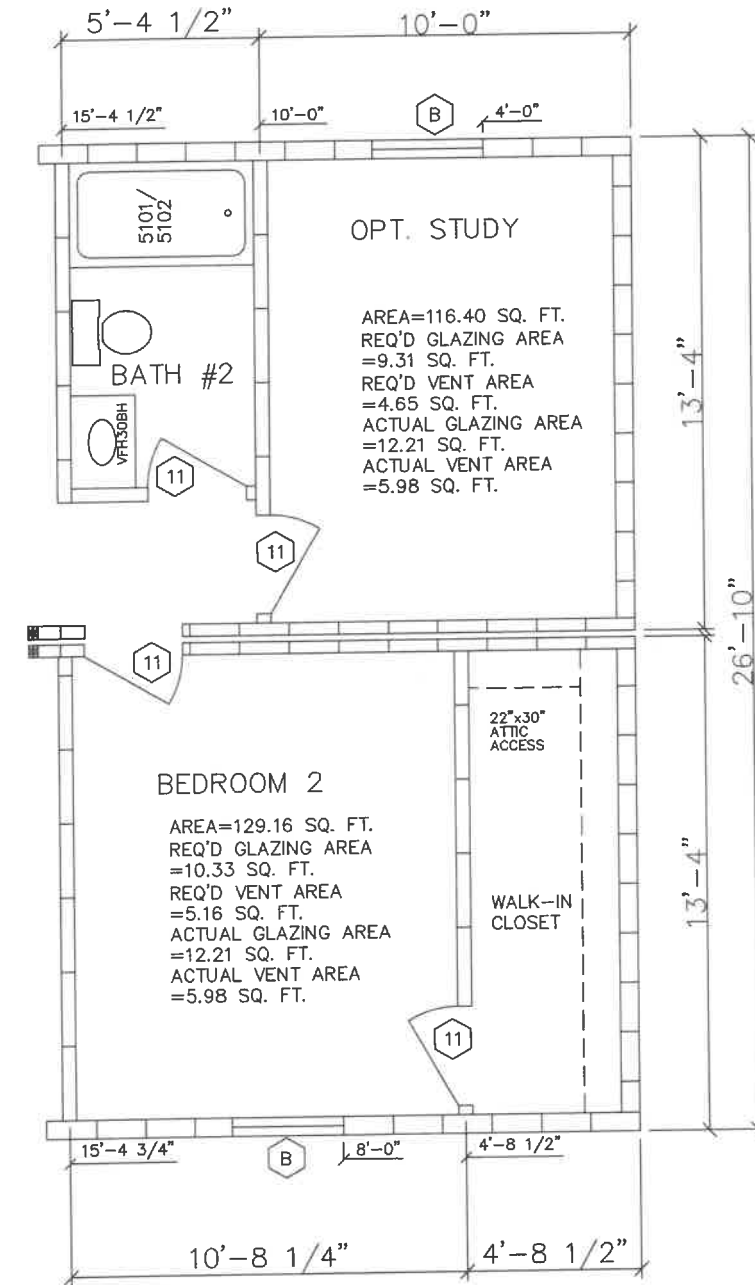 5'-4 1/2" 10'-0"
15'-4 1/2" 10'-0" B 4'-0"
5101/
5102
OPT. STUDY
AREA=116.40 SQ. FT.
REQ'D GLAZING AREA
=9.31 SQ. FT.
REQ'D VENT AREA
=4.65 SQ. FT.
ACTUAL GLAZING AREA
=12.21 SQ. FT.
ACTUAL VENT AREA
=5.98 SQ. FT.
BATH #2
VFH30BH
11
11
13'-4"
26'-10"
11
22"x30"
ATTIC
ACCESS
BEDROOM 2
AREA=129.16 SQ. FT.
REQ'D GLAZING AREA
=10.33 SQ. FT.
REQ'D VENT AREA
=5.16 SQ. FT.
ACTUAL GLAZING AREA
=12.21 SQ. FT.
ACTUAL VENT AREA
=5.98 SQ. FT.
WALK-IN
CLOSET
13'-4"
11
15'-4 3/4" B 8'-0" 4'-8 1/2"
10'-8 1/4" 4'-8 1/2"